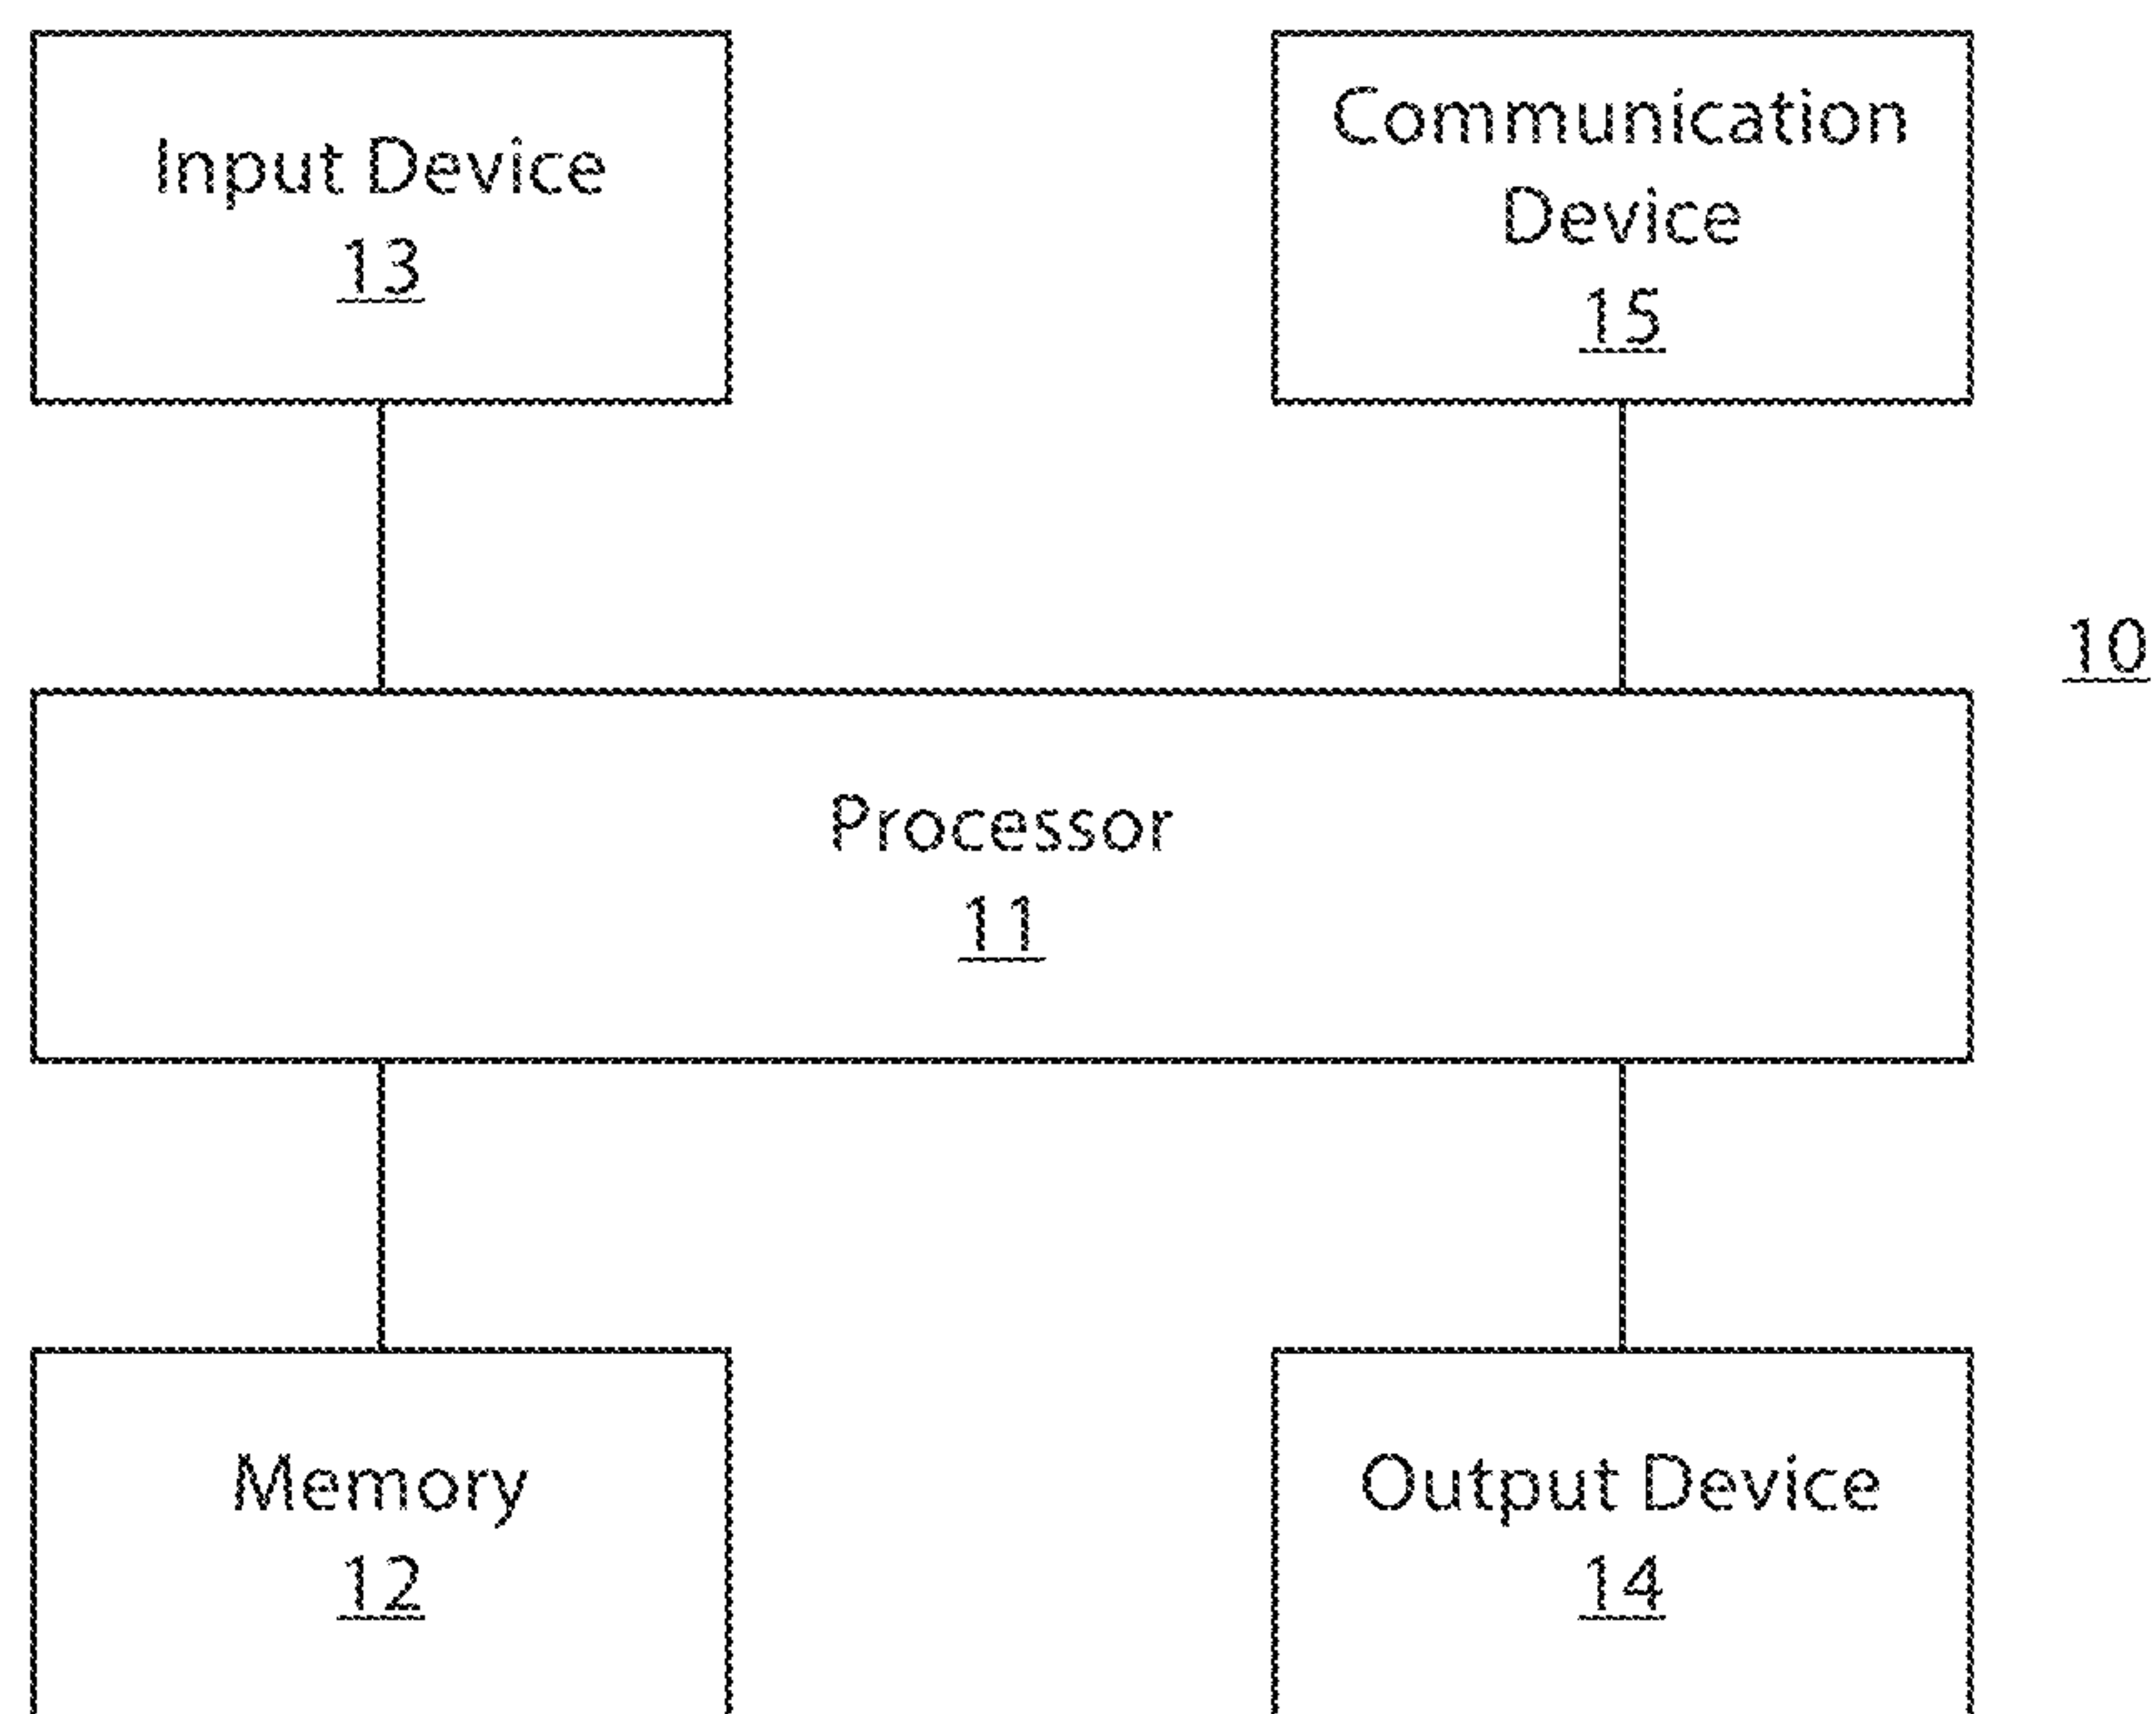 Input Device
13
Communication
Device
15
10
Processor
11
Memory
12
Output Device
14